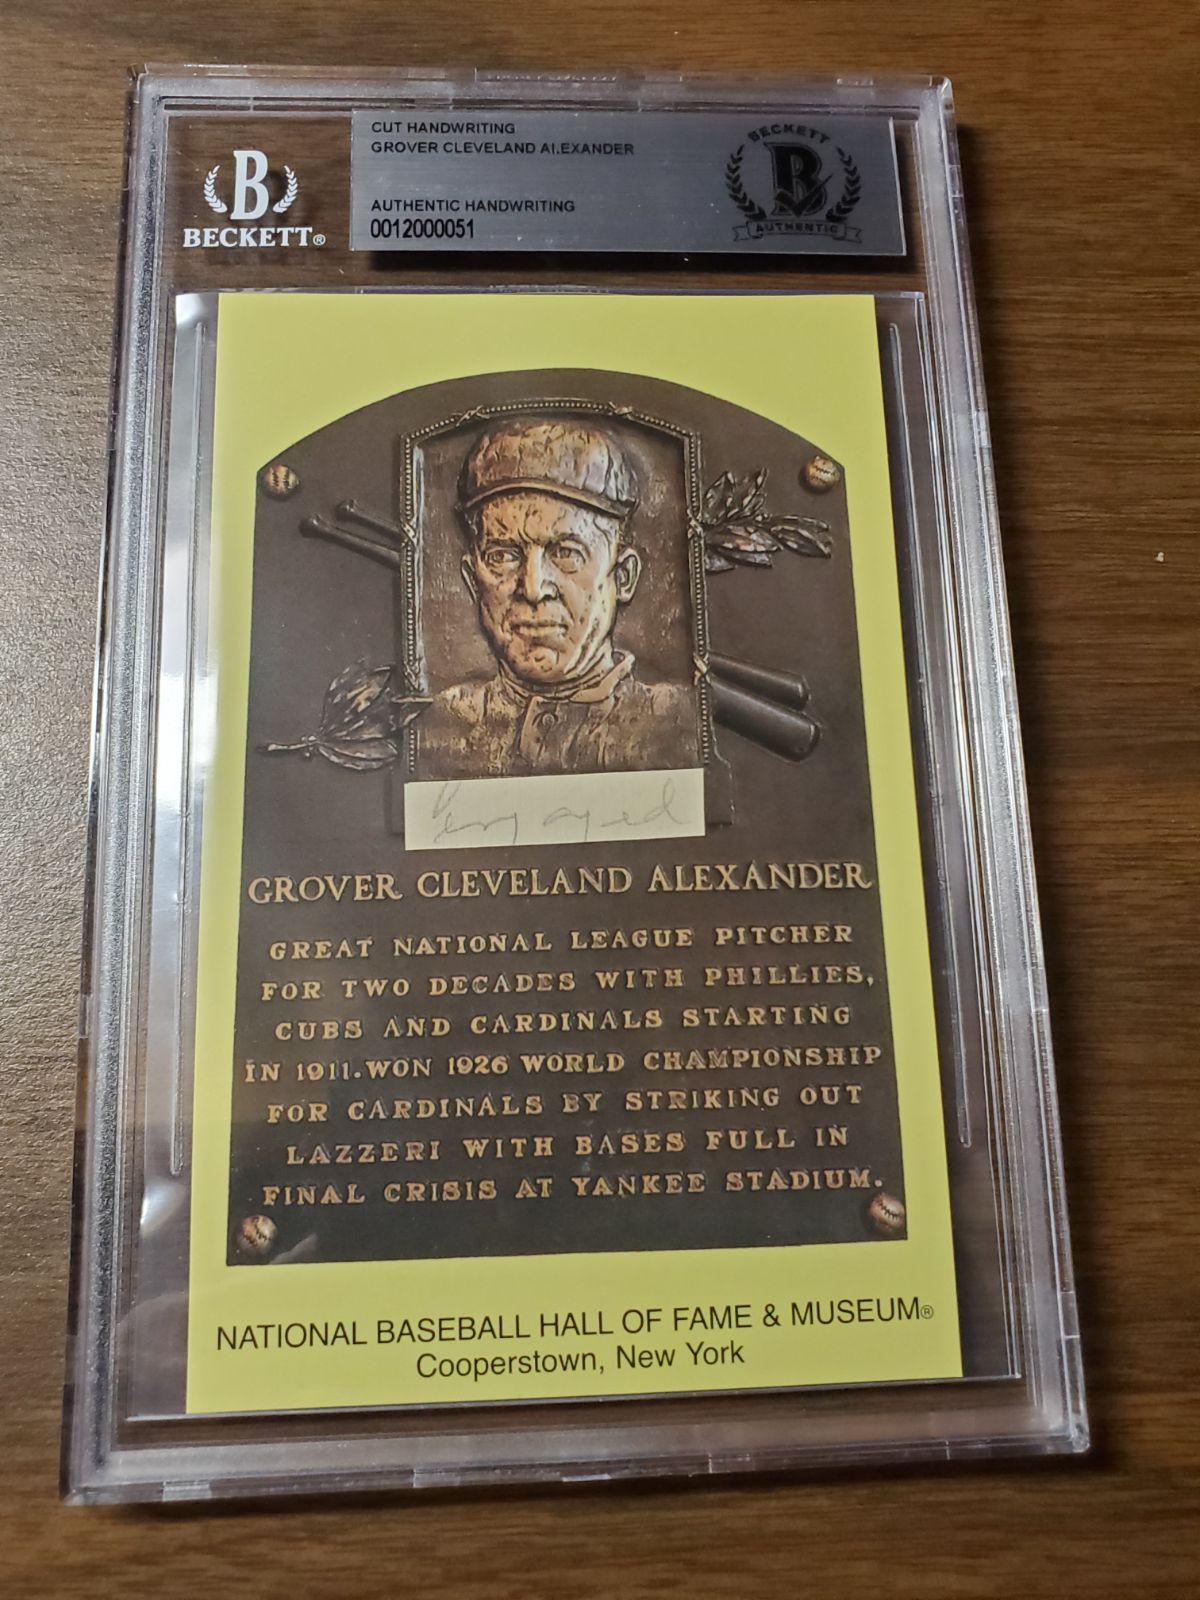 CUT HANDWRITING
GROVER CLEVELAND ALEXANDER
AUTHENTIC HANDWRITING
0012000051
B
BECKETT®
BECKETT
B
AUTHENTIC
GROVER CLEVELAND ALEXANDER
GREAT NATIONAL LEAGUE PITCHER
FOR TWO DECADES WITH PHILLIES,
CUBS AND CARDINALS STARTING
IN 1911. WON 1926 WORLD CHAMPIONSHIP
FOR CARDINALS BY STRIKING OUT
LAZZERI WITH BASES FULL IN
FINAL CRISIS AT YANKEE STADIUM.
NATIONAL BASEBALL HALL OF FAME & MUSEUM®
Cooperstown, New York